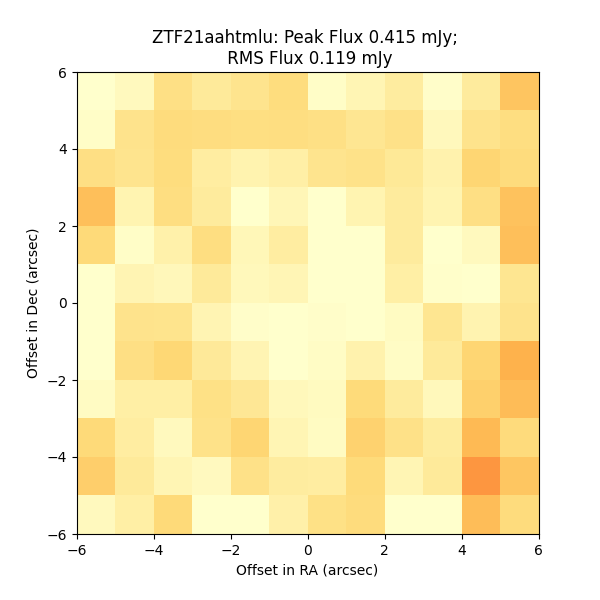 ZTF21aahtmlu: Peak Flux 0.415 mJy;
RMS Flux 0.119 mJy
6
4
2
0
−2
−4
−6
Offset in Dec (arcsec)
−6 −4 −2 0 2 4 6
Offset in RA (arcsec)